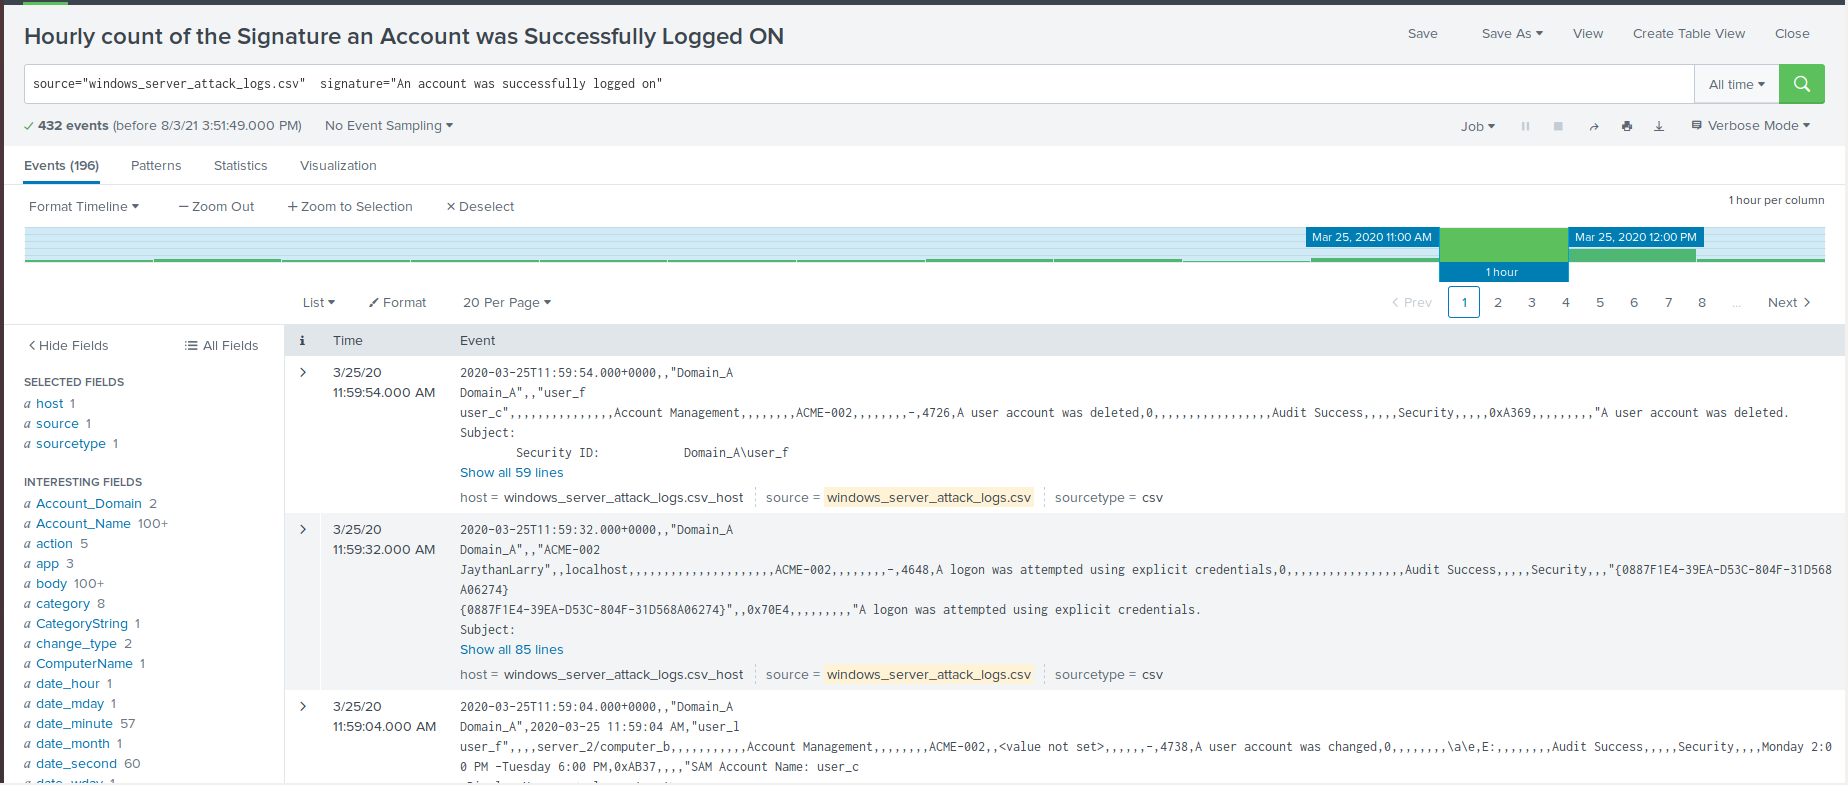 Hourly count of the Signature an Account was Successfully Logged ON
Save Save As View Create Table View Close
source="windows_server_attack_logs.csv"  signature="An account was successfully logged on"
All time
432 events (before 8/3/21 3:51:49.000 PM) No Event Sampling
Job Verbose Mode
Events (196) Patterns Statistics Visualization
Format Timeline — Zoom Out + Zoom to Selection × Deselect
1 hour per column
Mar 25, 2020 11:00 AM Mar 25, 2020 12:00 PM
1 hour
List Format 20 Per Page
< Prev 1 2 3 4 5 6 7 8 ... Next >
< Hide Fields All Fields
SELECTED FIELDS
a host 1
a source 1
a sourcetype 1
INTERESTING FIELDS
a Account_Domain 2
a Account_Name 100+
a action 5
a app 3
a body 100+
a category 8
a CategoryString 1
a change_type 2
a ComputerName 1
a date_hour 1
a date_mday 1
a date_minute 57
a date_month 1
a date_second 60
a date_wday 1
i Time Event
> 3/25/20
11:59:54.000 AM
2020-03-25T11:59:54.000+0000,,"Domain_A
Domain_A",,"user_f
user_c",,,,,,,,,,,,,,,Account Management,,,,,,,,ACME-002,,,,,,,,-,4726,A user account was deleted,0,,,,,,,,,,,,,,,,,Audit Success,,,,,Security,,,,,0xA369,,,,,,,,,"A user account was deleted.
Subject:
Security ID: Domain_A\user_f
Show all 59 lines
host = windows_server_attack_logs.csv_host source = windows_server_attack_logs.csv sourcetype = csv
> 3/25/20
11:59:32.000 AM
2020-03-25T11:59:32.000+0000,,"Domain_A
Domain_A",,"ACME-002
JaythanLarry",,localhost,,,,,,,,,,,,,,,,,,,,,ACME-002,,,,,,,,-,4648,A logon was attempted using explicit credentials,0,,,,,,,,,,,,,,,,,Audit Success,,,,,Security,,,"{0887F1E4-39EA-D53C-804F-31D568
A06274}
{0887F1E4-39EA-D53C-804F-31D568A06274}",,0x70E4,,,,,,,,,"A logon was attempted using explicit credentials.
Subject:
Show all 85 lines
host = windows_server_attack_logs.csv_host source = windows_server_attack_logs.csv sourcetype = csv
> 3/25/20
11:59:04.000 AM
2020-03-25T11:59:04.000+0000,,"Domain_A
Domain_A",2020-03-25 11:59:04 AM,"user_l
user_f",,,,server_2/computer_b,,,,,,,,,,,Account Management,,,,,,,,ACME-002,,<value not set>,,,,,,-,4738,A user account was changed,0,,,,,,,,\a\e,E:,,,,,,,,Audit Success,,,,,Security,,,,Monday 2:0
0 PM -Tuesday 6:00 PM,0xAB37,,,,"SAM Account Name: user_c